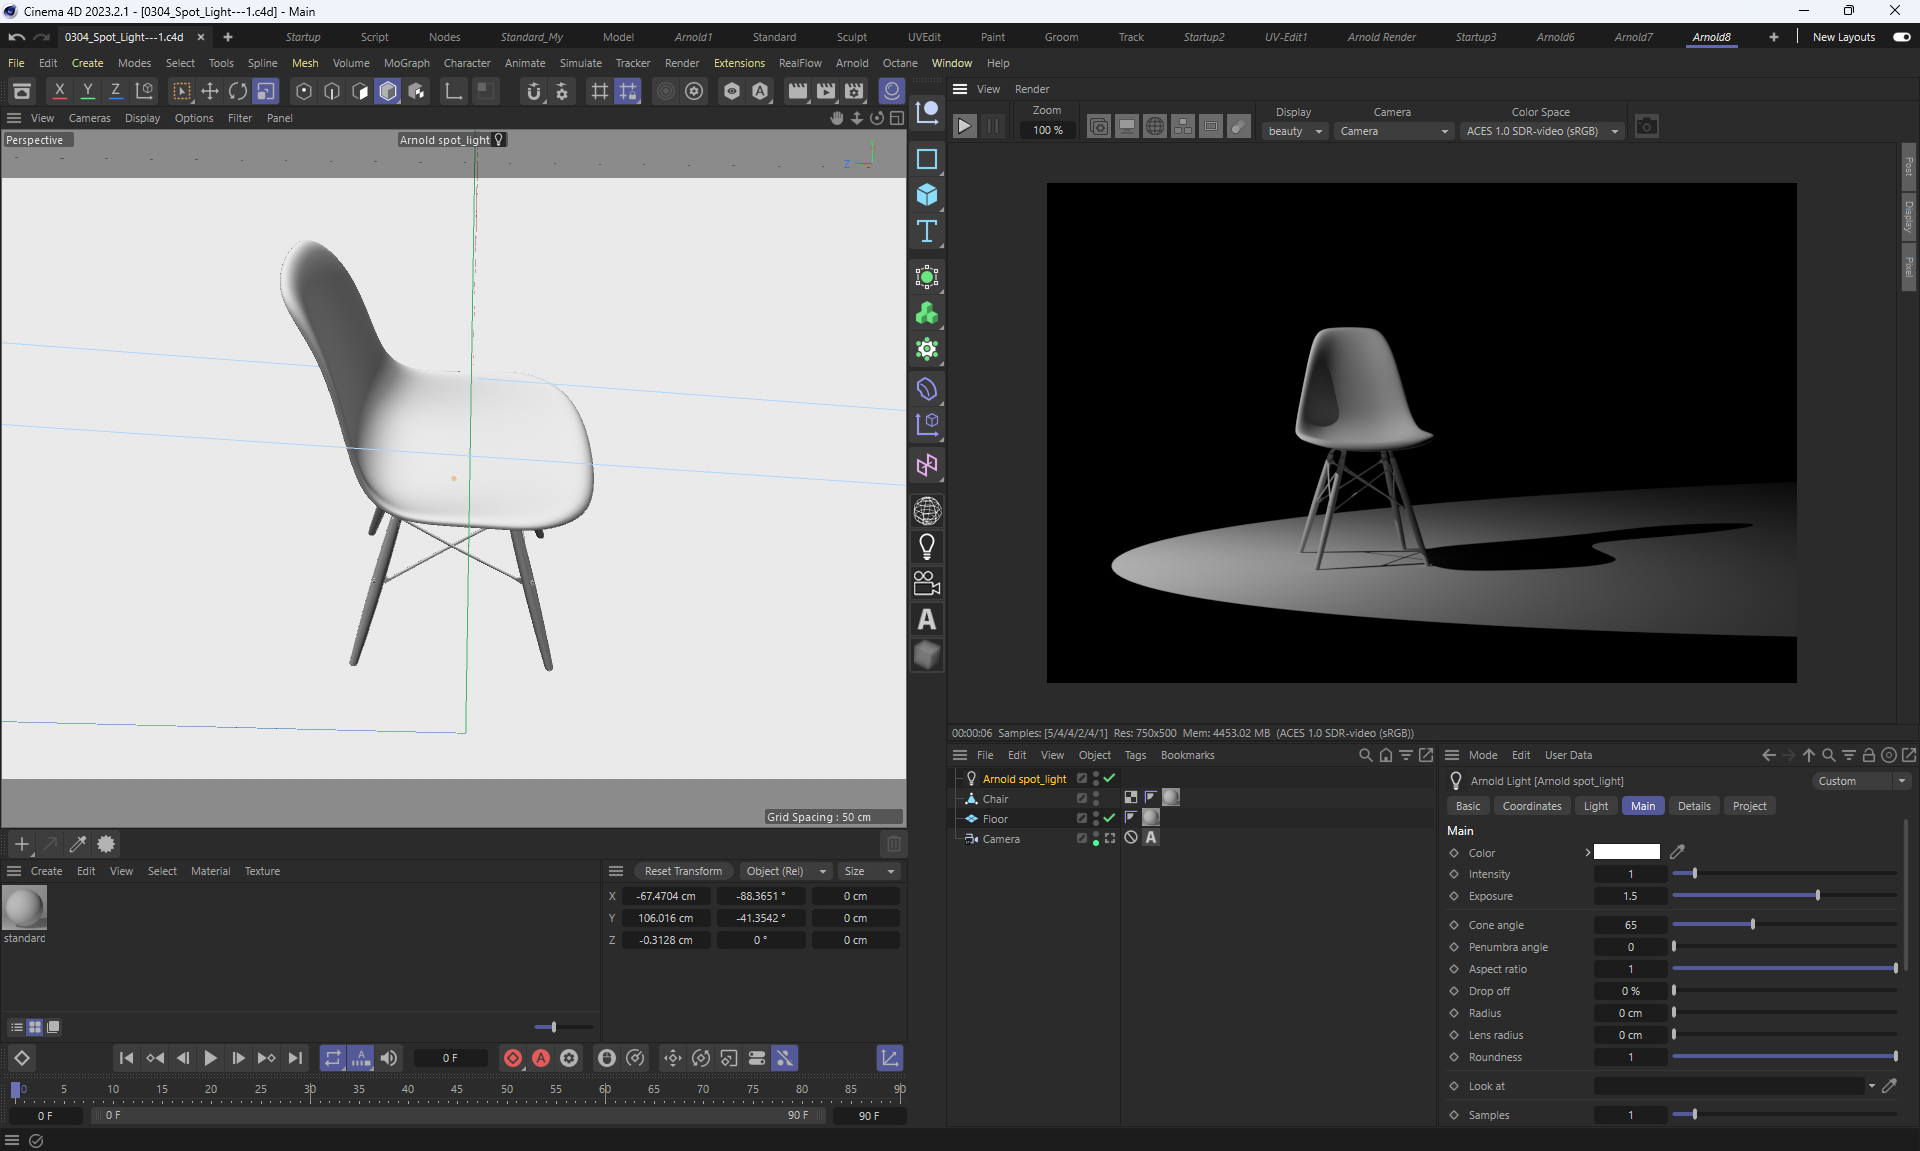 Cinema 4D 2023.2.1 - [0304_Spot_Light---1.c4d] - Main
0304_Spot_Light---1.c4d Startup Script Nodes Standard_My Model Arnold1 Standard Sculpt UVEdit Paint Groom Track Startup2 UV-Edit1 Arnold Render Startup3 Arnold6 Arnold7 Arnold8 New Layouts
File Edit Create Modes Select Tools Spline Mesh Volume MoGraph Character Animate Simulate Tracker Render Extensions RealFlow Arnold Octane Window Help
X Y Z
View Render
View Cameras Display Options Filter Panel
Zoom Display Camera Color Space
100 % beauty Camera ACES 1.0 SDR-video (sRGB)
Perspective
Arnold spot_light
Z
Post
Display
Pixel
Grid Spacing : 50 cm
00:00:06 Samples: [5/4/4/2/4/1] Res: 750x500 Mem: 4453.02 MB (ACES 1.0 SDR-video (sRGB))
File Edit View Object Tags Bookmarks
Arnold spot_light
Chair
Floor
Camera
A
Mode Edit User Data
Arnold Light [Arnold spot_light]
Custom
Basic Coordinates Light Main Details Project
Main
Color
Intensity 1
Exposure 1.5
Cone angle 65
Penumbra angle 0
Aspect ratio 1
Drop off 0 %
Radius 0 cm
Lens radius 0 cm
Roundness 1
Look at
Samples 1
Create Edit View Select Material Texture
standard
Reset Transform Object (Rel) Size
X -67.4704 cm -88.3651 ° 0 cm
Y 106.016 cm -41.3542 ° 0 cm
Z -0.3128 cm 0 ° 0 cm
0 F
0 5 10 15 20 25 30 35 40 45 50 55 60 65 70 75 80 85 90
0 F 0 F 90 F 90 F